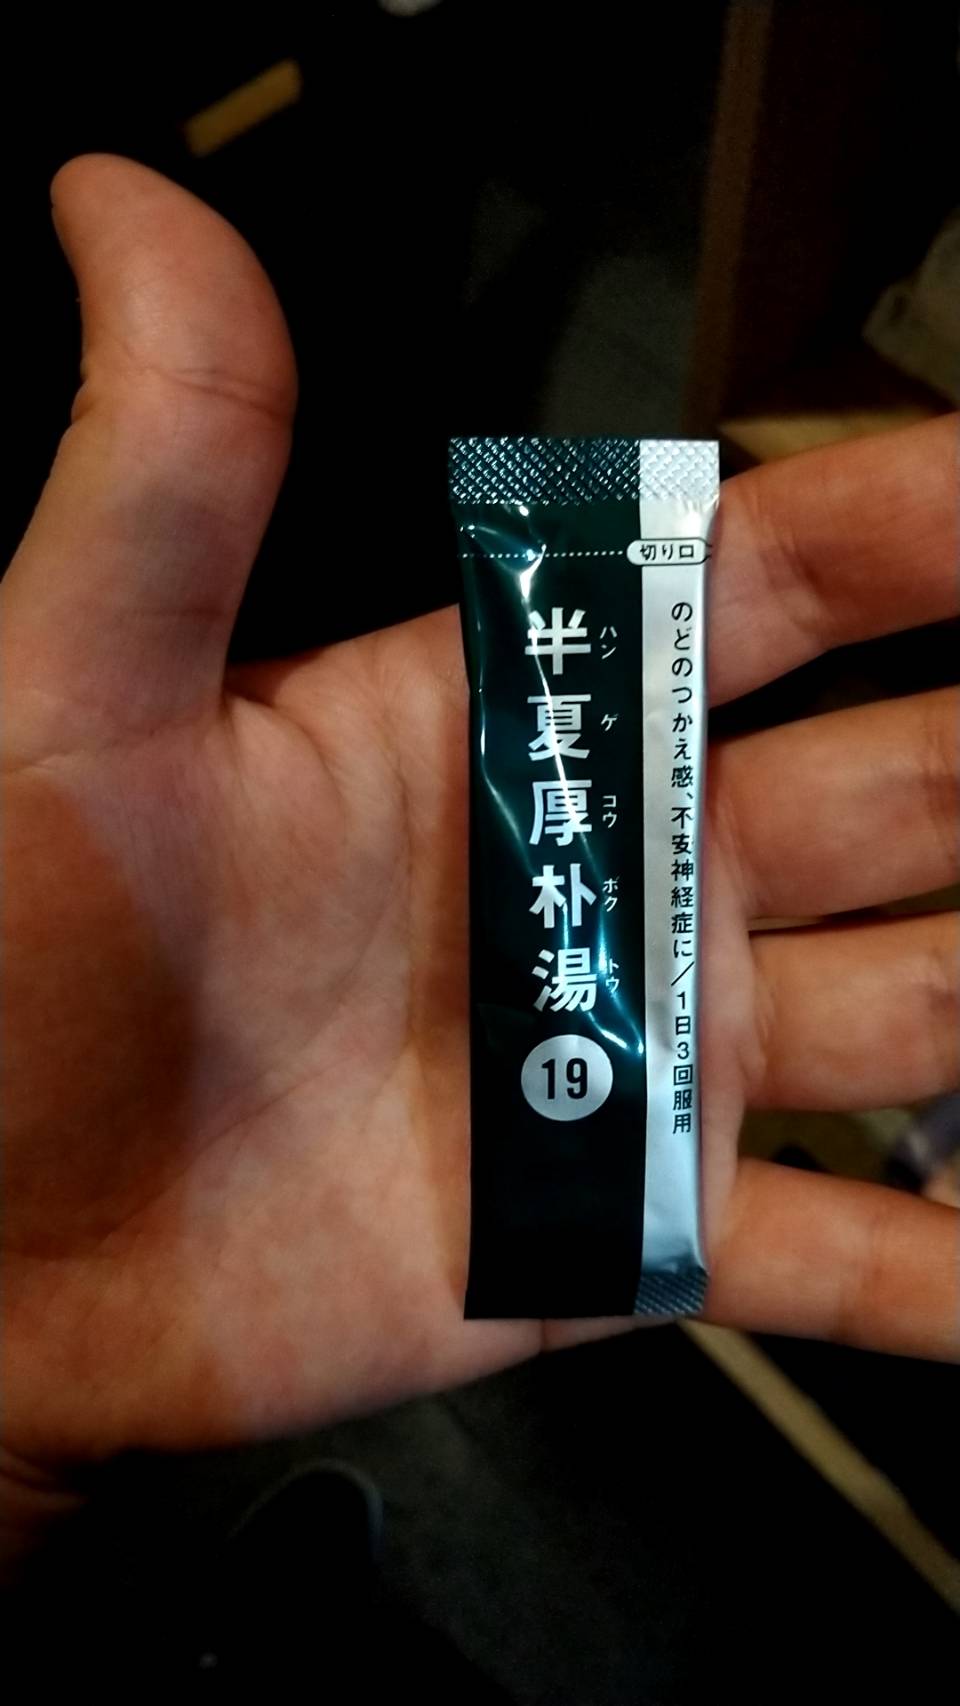 切り口
のどのつかえ感、不安神経症に/1日3回服用
半夏厚朴湯
ハンゲコウボクトウ
19